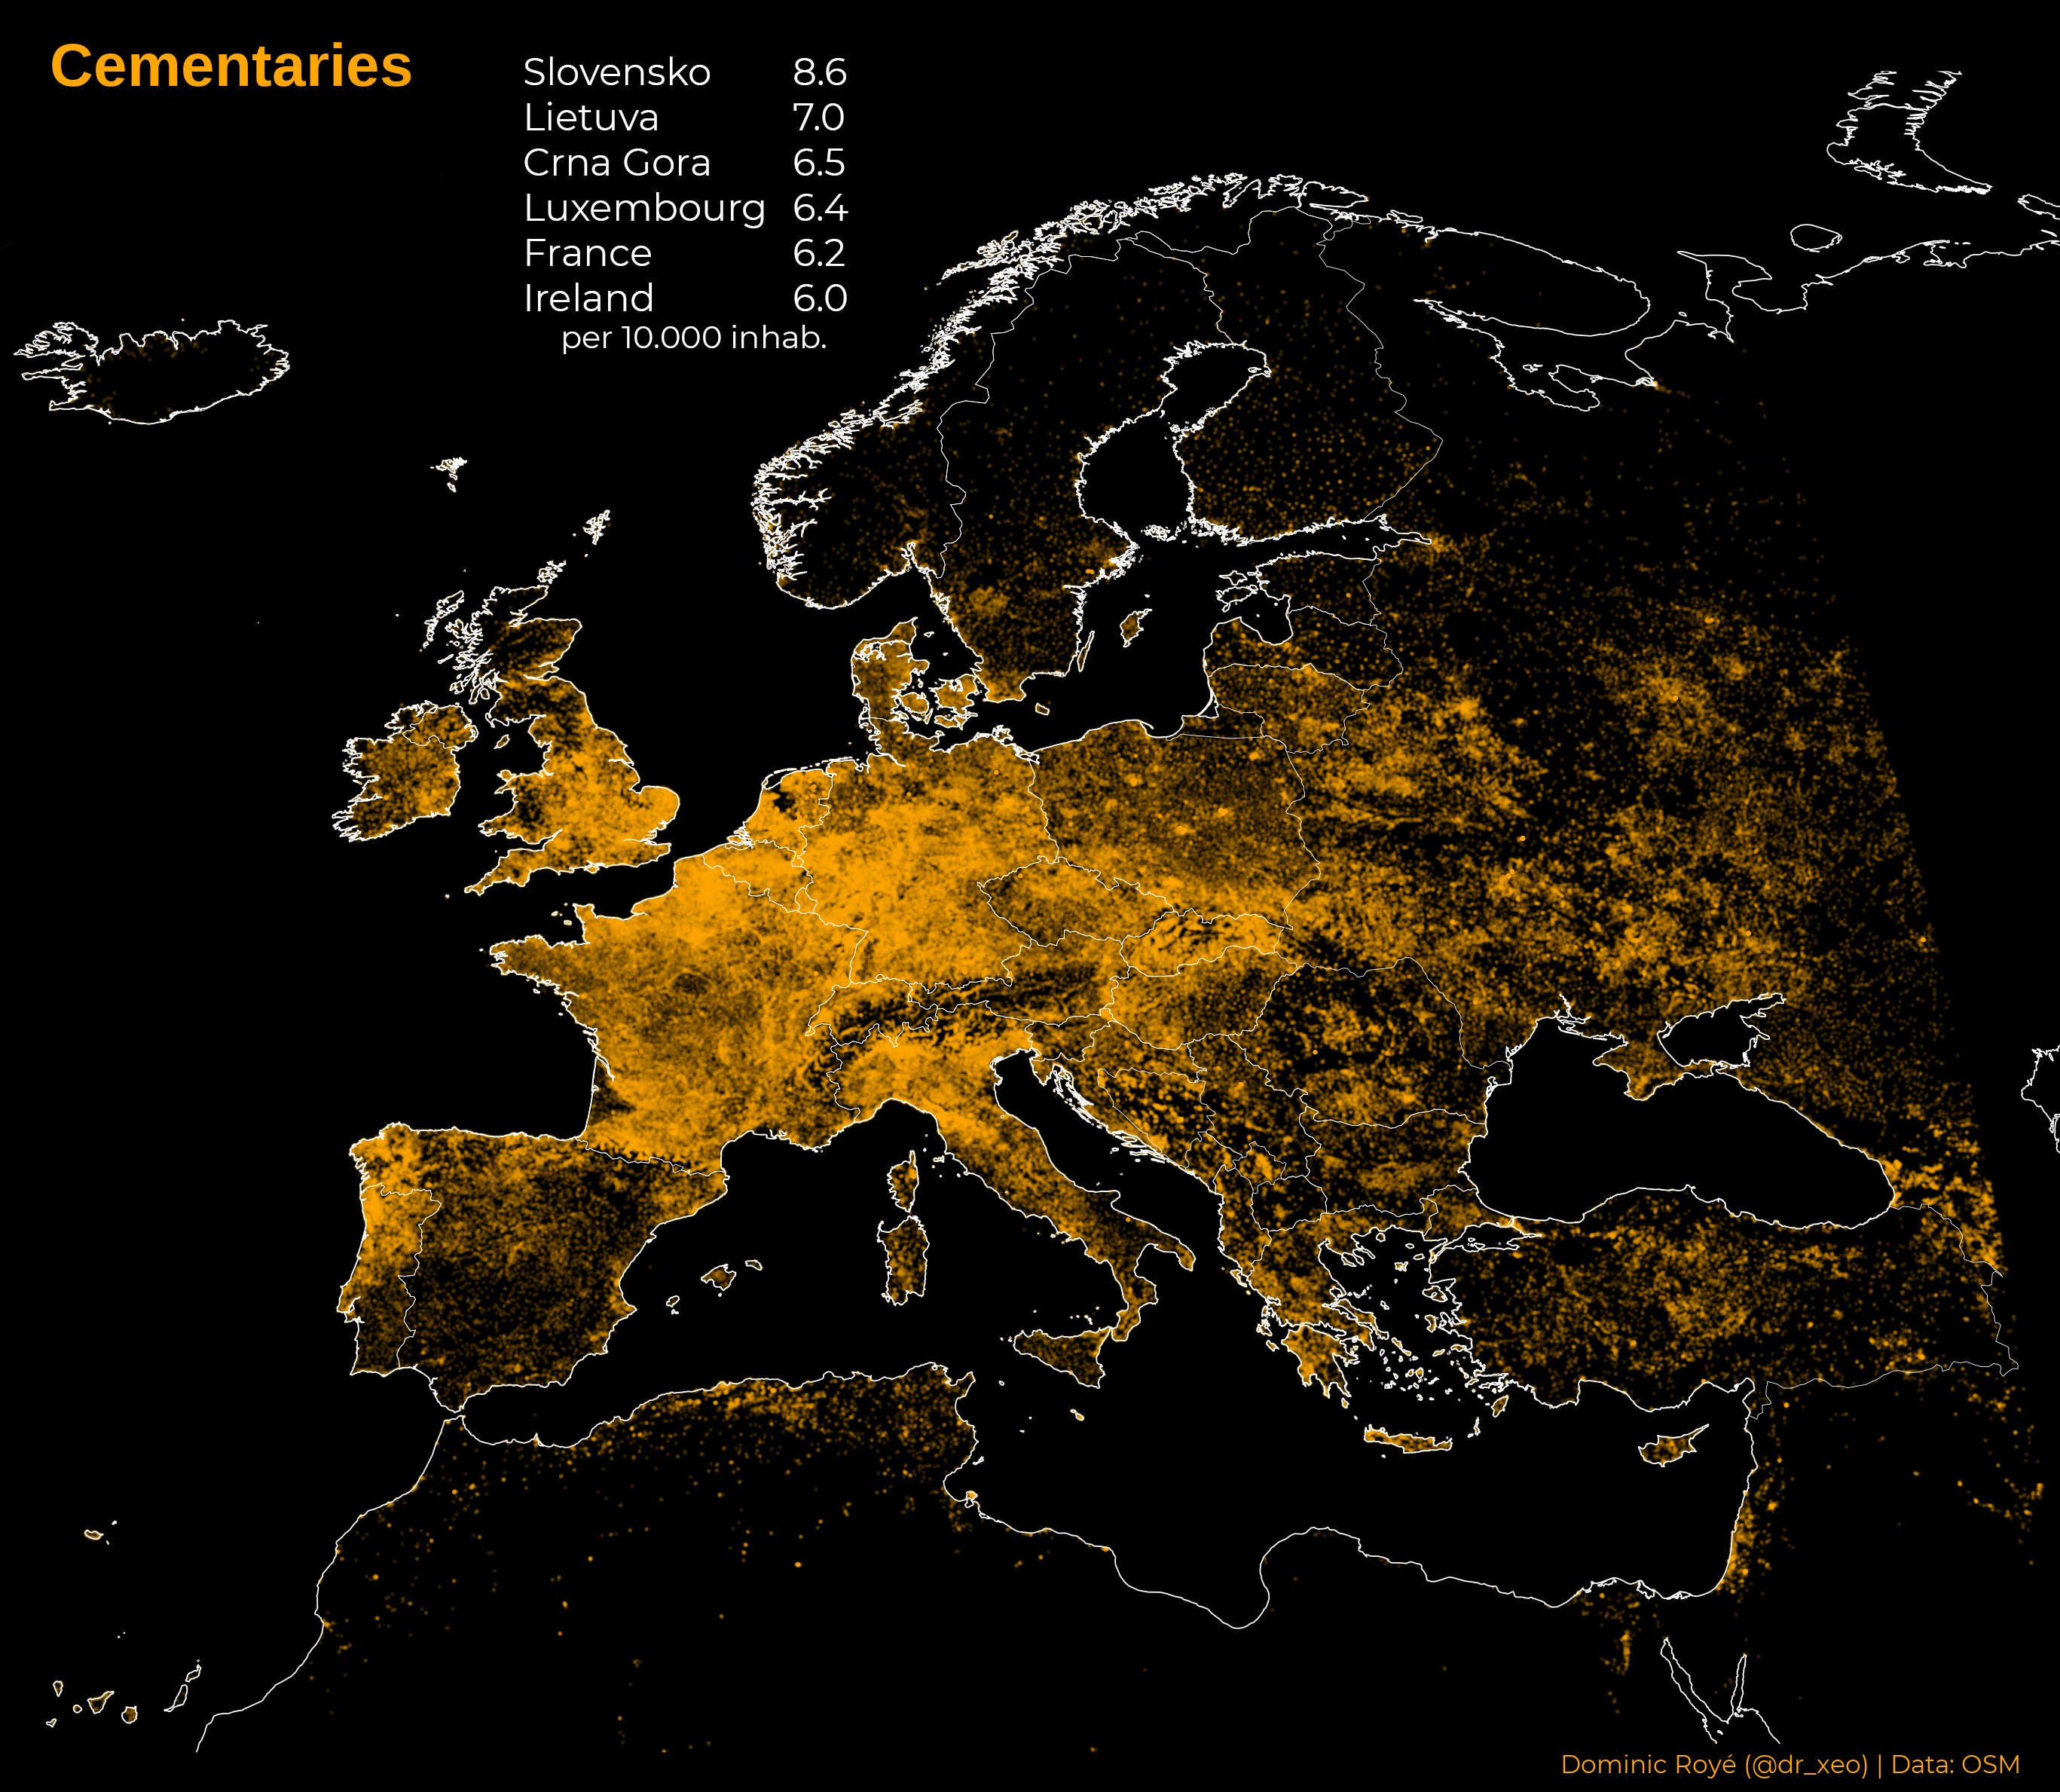 Cementaries
Slovensko 8.6
Lietuva 7.0
Crna Gora 6.5
Luxembourg 6.4
France 6.2
Ireland 6.0
per 10.000 inhab.
Dominic Royé (@dr_xeo) | Data: OSM